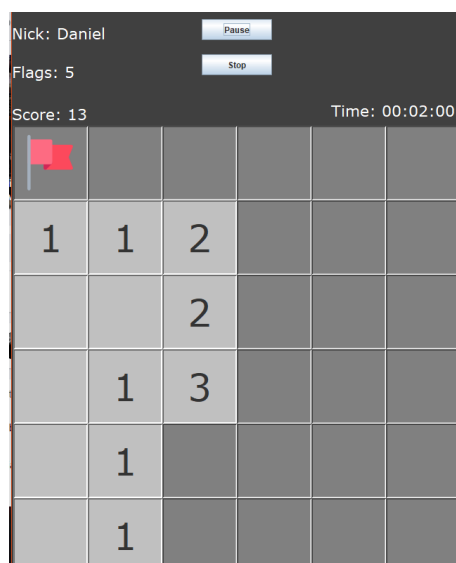 Nick: Daniel
Pause
Flags: 5
Stop
Score: 13
Time: 00:02:00
1 1 2
2
1 3
1
1